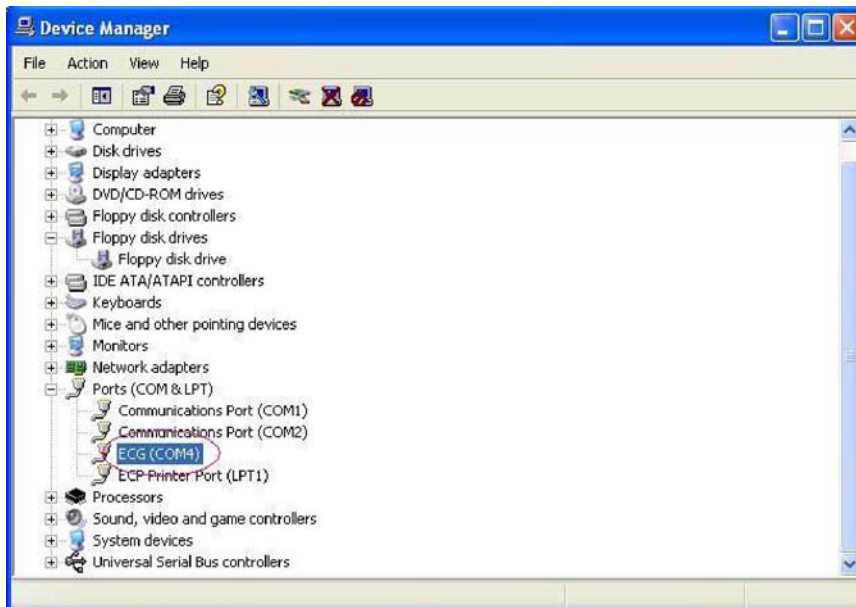 Device Manager
File Action View Help
Computer
Disk drives
Display adapters
DVD/CD-ROM drives
Floppy disk controllers
Floppy disk drives
Floppy disk drive
IDE ATA/ATAPI controllers
Keyboards
Mice and other pointing devices
Monitors
Network adapters
Ports (COM & LPT)
Communications Port (COM1)
Communications Port (COM2)
ECG (COM4)
ECP Printer Port (LPT1)
Processors
Sound, video and game controllers
System devices
Universal Serial Bus controllers